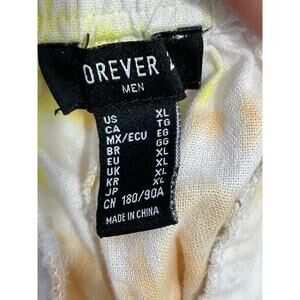 OREVER
MEN
US XL
CA TG
MX/ECU EG
BR GG
EU XL
UK XL
KR XL
JP XL
CN 180/90A
MADE IN CHINA